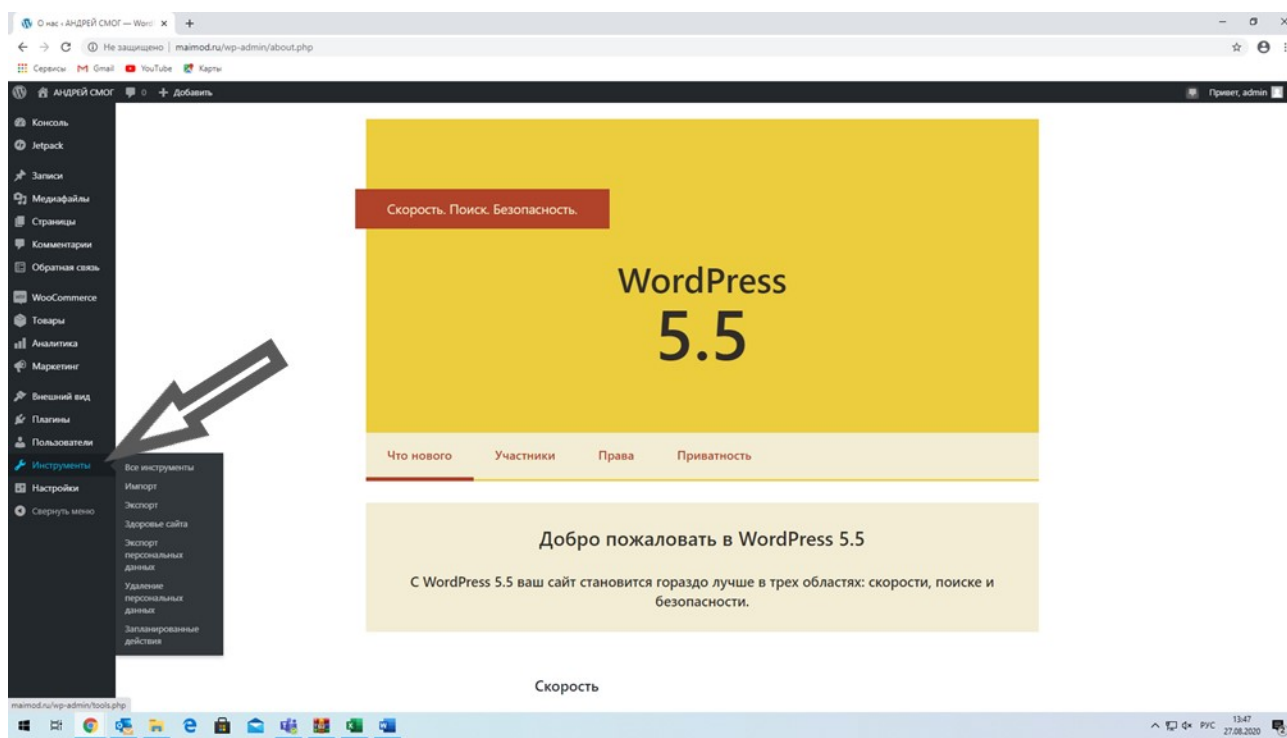 О нас ‹ АНДРЕЙ СМОГ — Word
Не защищено | maimod.ru/wp-admin/about.php
Сервисы Gmail YouTube Карты
АНДРЕЙ СМОГ 0 + Добавить Привет, admin
Консоль
Jetpack
Записи
Медиафайлы
Страницы
Комментарии
Обратная связь
WooCommerce
Товары
Аналитика
Маркетинг
Внешний вид
Плагины
Пользователи
Инструменты
Настройки
Свернуть меню
Все инструменты
Импорт
Экспорт
Здоровье сайта
Экспорт
персональных
данных
Удаление
персональных
данных
Запланированные
действия
Скорость. Поиск. Безопасность.
WordPress
5.5
Что нового Участники Права Приватность
Добро пожаловать в WordPress 5.5
С WordPress 5.5 ваш сайт становится гораздо лучше в трех областях: скорости, поиске и
безопасности.
Скорость
maimod.ru/wp-admin/tools.php
РУС 13:47
27.08.2020